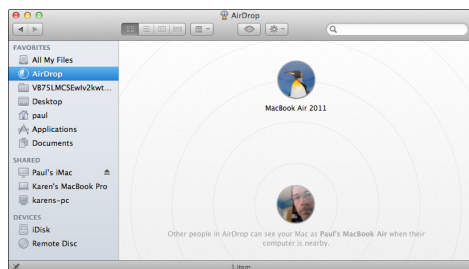 AirDrop
FAVORITES
All My Files
AirDrop
VB75LMCSEwlv2kwt...
Desktop
paul
Applications
Documents
SHARED
Paul's iMac
Karen's MacBook Pro
karens-pc
DEVICES
iDisk
Remote Disc
MacBook Air 2011
Other people in AirDrop can see your Mac as Paul's MacBook Air when their
computer is nearby.
1 item